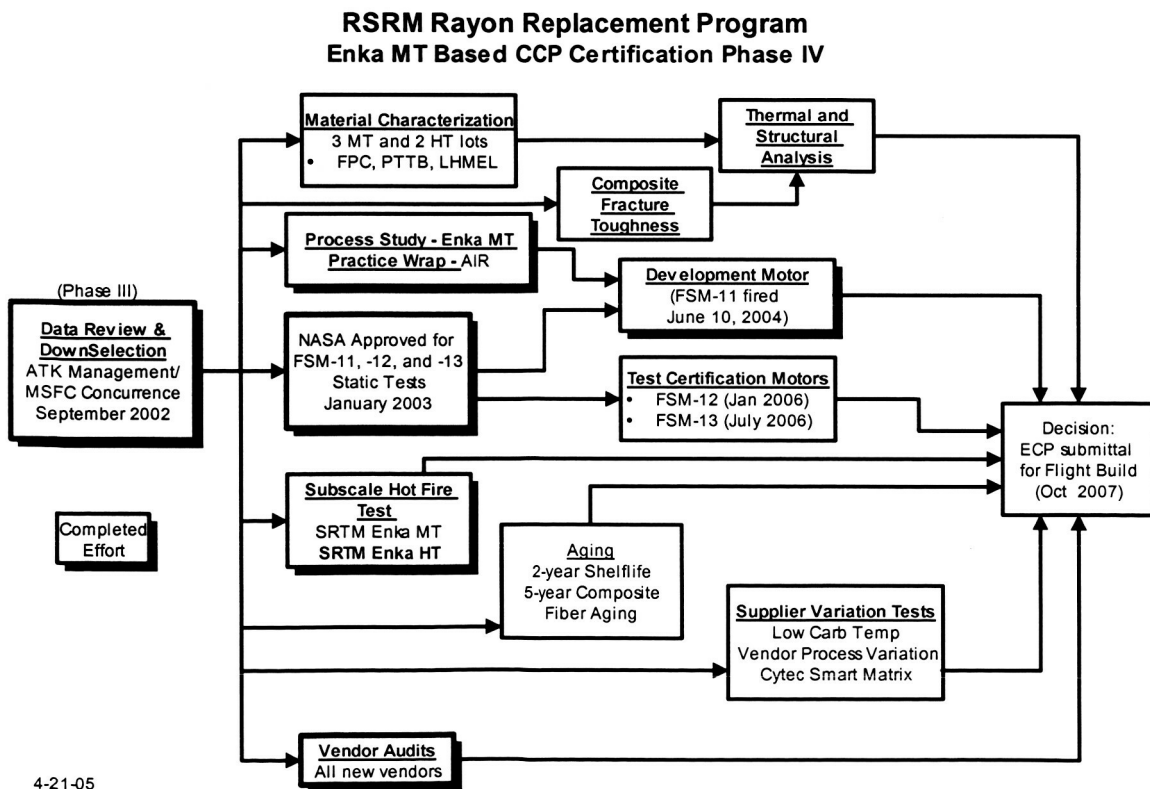 RSRM Rayon Replacement Program
Enka MT Based CCP Certification Phase IV
Material Characterization
3 MT and 2 HT lots
• FPC, PTTB, LHMEL
Thermal and
Structural
Analysis
Composite
Fracture
Toughness
Process Study - Enka MT
Practice Wrap - AIR
Development Motor
(FSM-11 fired
June 10, 2004)
(Phase III)
Data Review &
DownSelection
ATK Management/
MSFC Concurrence
September 2002
NASA Approved for
FSM-11, -12, and -13
Static Tests
January 2003
Test Certification Motors
• FSM-12 (Jan 2006)
• FSM-13 (July 2006)
Decision:
ECP submittal
for Flight Build
(Oct 2007)
Subscale Hot Fire
Test
SRTM Enka MT
SRTM Enka HT
Completed
Effort
Aging
2-year Shelflife
5-year Composite
Fiber Aging
Supplier Variation Tests
Low Carb Temp
Vendor Process Variation
Cytec Smart Matrix
Vendor Audits
All new vendors
4-21-05